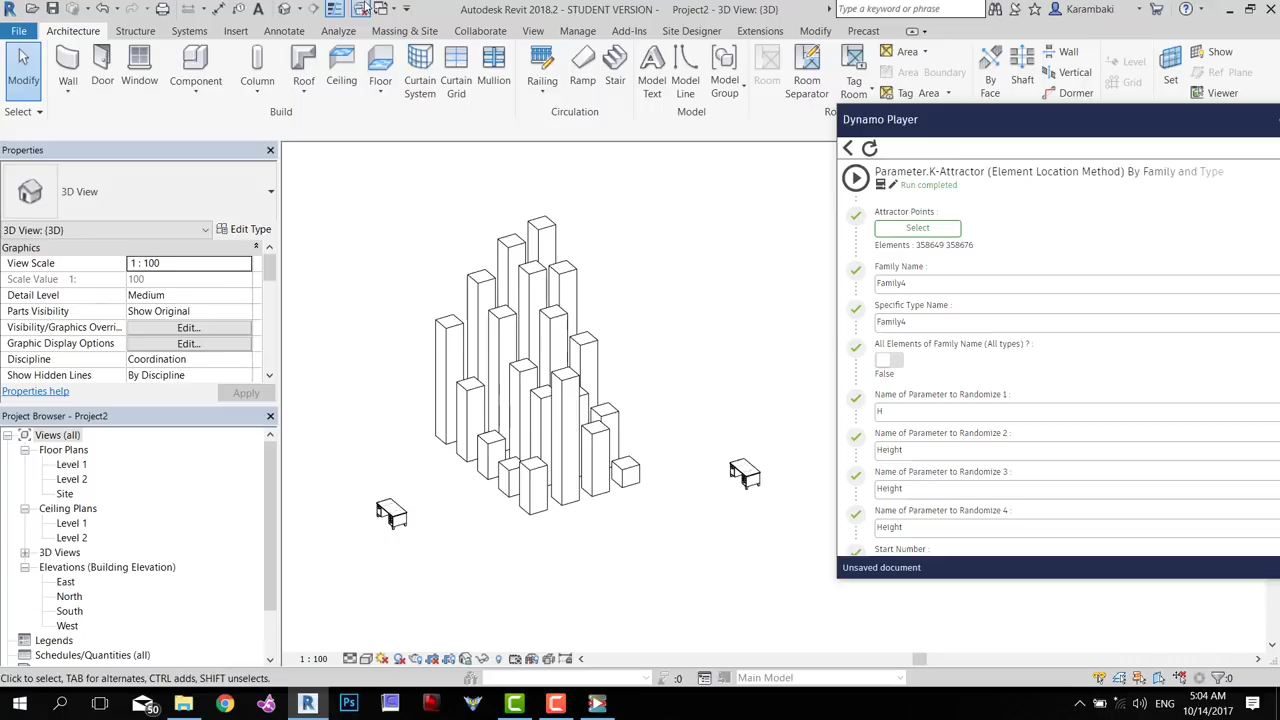 Autodesk Revit 2018.2 - STUDENT VERSION - Project2 - 3D View: {3D}
Type a keyword or phrase
Karambaki
File
Architecture
Structure
Systems
Insert
Annotate
Analyze
Massing & Site
Collaborate
View
Manage
Add-Ins
Site Designer
Extensions
Modify
Precast
Modify
Wall
Door
Window
Component
Column
Roof
Ceiling
Floor
Curtain System
Curtain Grid
Mullion
Railing
Ramp
Stair
Model Text
Model Line
Model Group
Room
Room Separator
Tag Room
Area
Area Boundary
Tag Area
By Face
Shaft
Wall
Vertical
Dormer
Level
Grid
Set
Show
Ref Plane
Viewer
Select
Build
Circulation
Model
Properties
3D View
3D View: {3D}
Edit Type
Graphics
View Scale
1 : 100
Scale Value 1:
100
Detail Level
Medium
Parts Visibility
Show Original
Visibility/Graphics Overri...
Edit...
Graphic Display Options
Edit...
Discipline
Coordination
Show Hidden Lines
By Discipline
Properties help
Apply
Project Browser - Project2
Views (all)
Floor Plans
Level 1
Level 2
Site
Ceiling Plans
Level 1
Level 2
3D Views
Elevations (Building Elevation)
East
North
South
West
Legends
Schedules/Quantities (all)
Dynamo Player
Parameter.K-Attractor (Element Location Method) By Family and Type
Run completed
Attractor Points :
Select
Elements : 358649 358676
Family Name :
Family4
Specific Type Name :
Family4
All Elements of Family Name (All types) ? :
False
Name of Parameter to Randomize 1 :
H
Name of Parameter to Randomize 2 :
Height
Name of Parameter to Randomize 3 :
Height
Name of Parameter to Randomize 4 :
Height
Start Number :
Unsaved document
1 : 100
Click to select, TAB for alternates, CTRL adds, SHIFT unselects.
:0
Main Model
:0
50
ENG
5:04 AM
10/14/2017